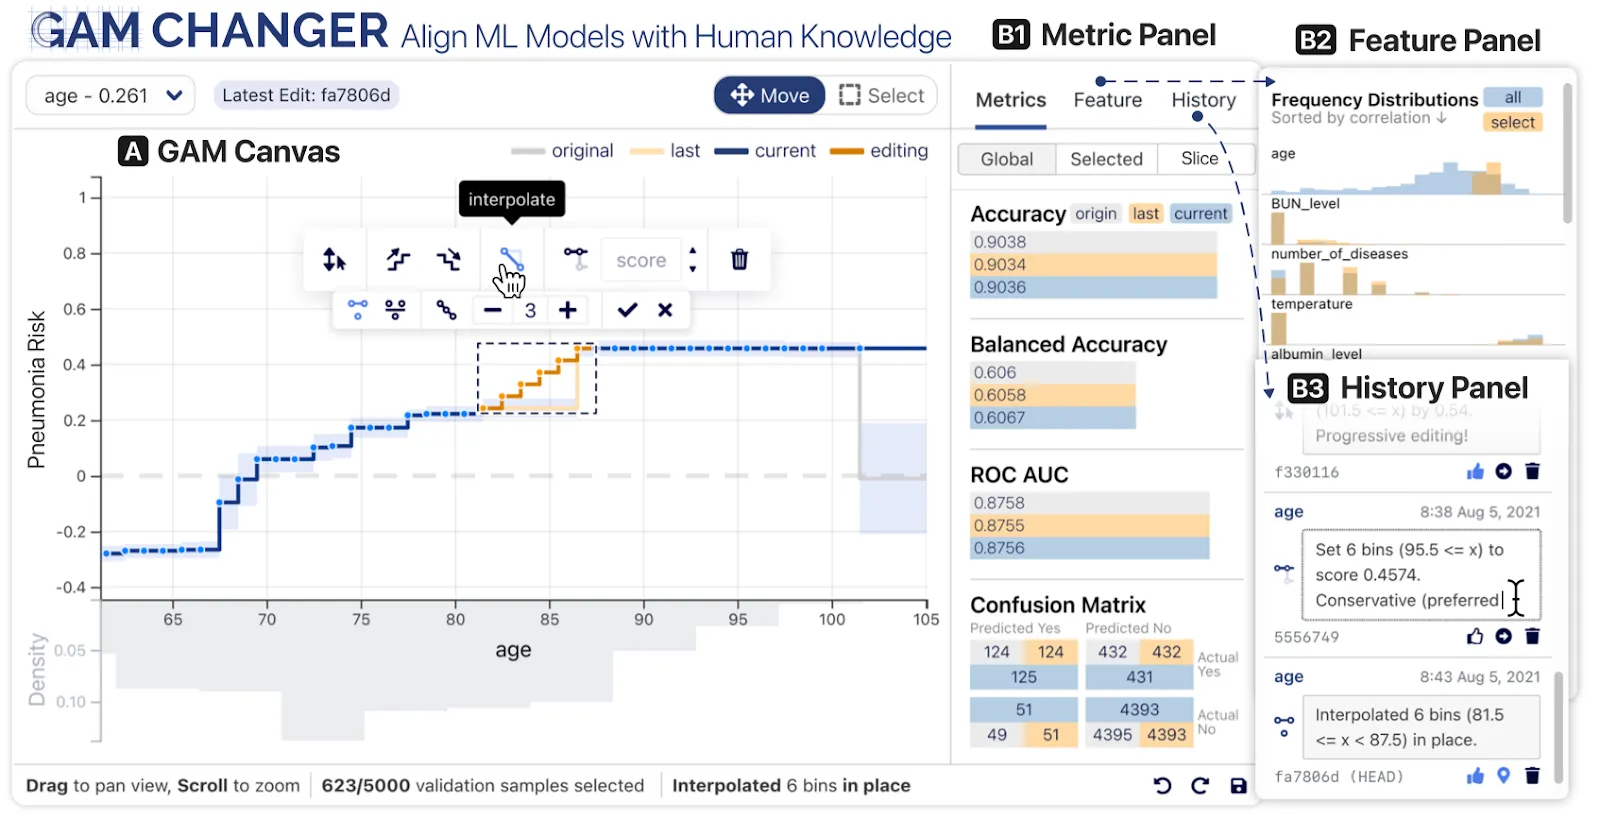 GAM CHANGER Align ML Models with Human Knowledge
B1 Metric Panel
B2 Feature Panel
age - 0.261
Latest Edit: fa7806d
Move
Select
A GAM Canvas
original
last
current
editing
interpolate
score
3
Pneumonia Risk
1
0.8
0.6
0.4
0.2
0
-0.2
-0.4
65
70
75
80
85
90
95
100
105
age
Density
0.05
0.10
Drag to pan view, Scroll to zoom
623/5000 validation samples selected
Interpolated 6 bins in place
Metrics
Feature
History
Global
Selected
Slice
Accuracy origin last current
0.9038
0.9034
0.9036
Balanced Accuracy
0.606
0.6058
0.6067
ROC AUC
0.8758
0.8755
0.8756
Confusion Matrix
Predicted Yes Predicted No
124 124 432 432
Actual
Yes
125 431
51 4393
Actual
No
49 51 4395 4393
Frequency Distributions all
Sorted by correlation ↓ select
age
BUN_level
number_of_diseases
temperature
albumin_level
B3 History Panel
(101.5 <= x) by 0.54.
Progressive editing!
f330116
age 8:38 Aug 5, 2021
Set 6 bins (95.5 <= x) to
score 0.4574.
Conservative (preferred
5556749
age 8:43 Aug 5, 2021
Interpolated 6 bins (81.5
<= x < 87.5) in place.
fa7806d (HEAD)